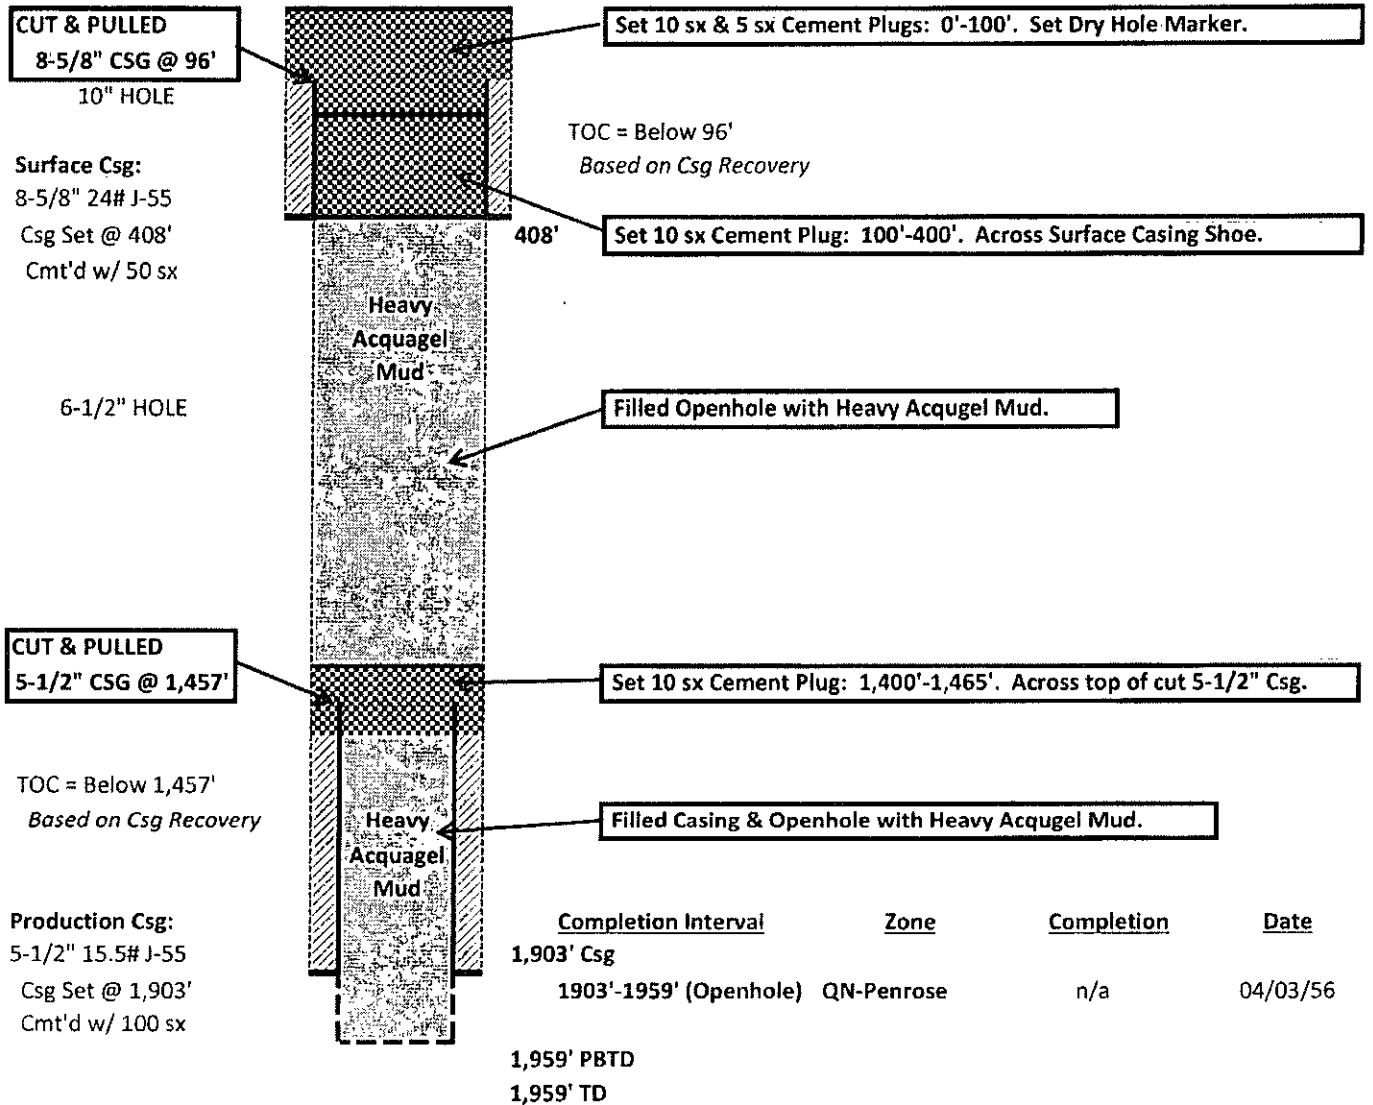 CUT & PULLED
8-5/8" CSG @ 96'
10" HOLE
Set 10 sx & 5 sx Cement Plugs: 0'-100'. Set Dry Hole Marker.
TOC = Below 96'
Based on Csg Recovery
Surface Csg:
8-5/8" 24# J-55
Csg Set @ 408'
Cmt'd w/ 50 sx
408'
Set 10 sx Cement Plug: 100'-400'. Across Surface Casing Shoe.
Heavy
Acquagel
Mud
6-1/2" HOLE
Filled Openhole with Heavy Acqugel Mud.
CUT & PULLED
5-1/2" CSG @ 1,457'
Set 10 sx Cement Plug: 1,400'-1,465'. Across top of cut 5-1/2" Csg.
TOC = Below 1,457'
Based on Csg Recovery
Heavy
Acquagel
Mud
Filled Casing & Openhole with Heavy Acqugel Mud.
Production Csg:
5-1/2" 15.5# J-55
Csg Set @ 1,903'
Cmt'd w/ 100 sx
Completion Interval Zone Completion Date
1,903' Csg
1903'-1959' (Openhole) QN-Penrose n/a 04/03/56
1,959' PBTD
1,959' TD